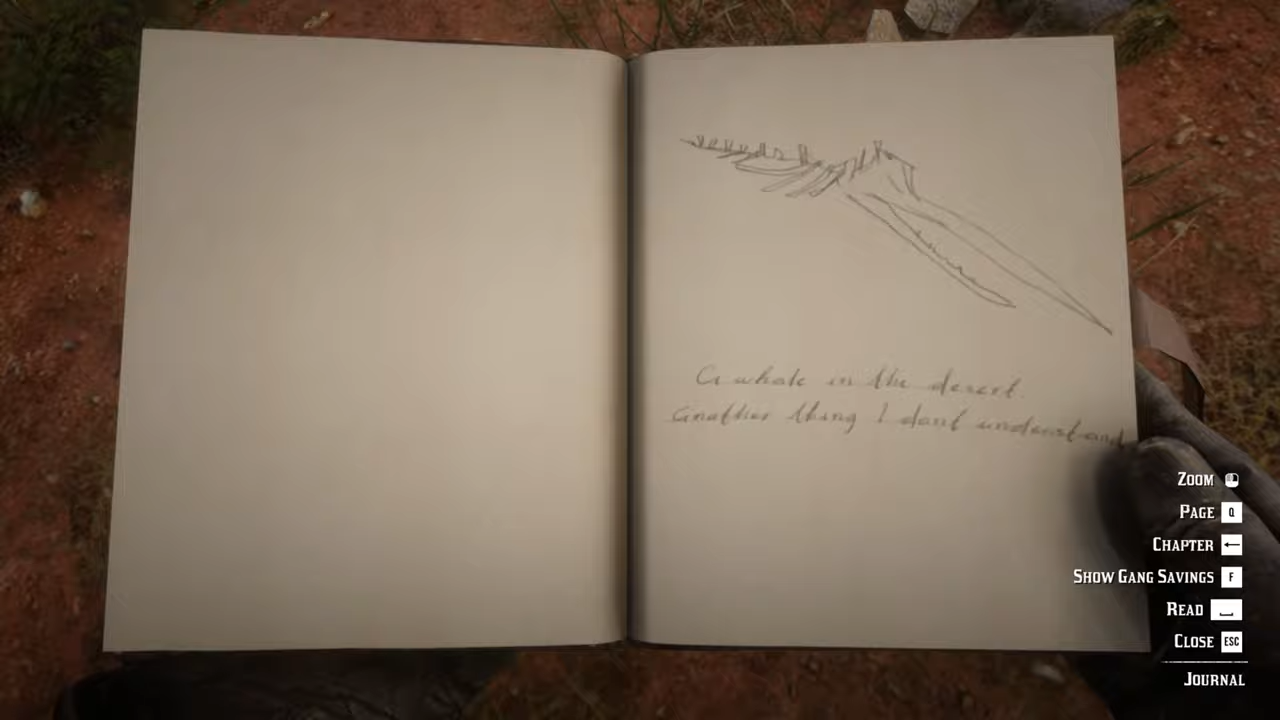 A whale in the desert.
Another thing I dont understand
Zoom
Page Q
Chapter ←
Show Gang Savings F
Read
Close ESC
Journal